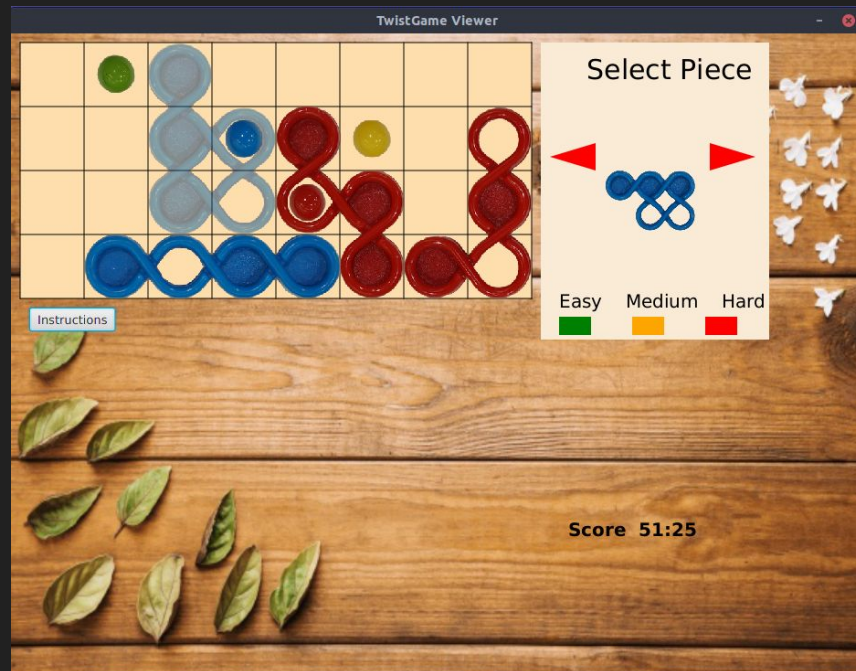 TwistGame Viewer
Select Piece
Easy Medium Hard
Instructions
Score 51:25